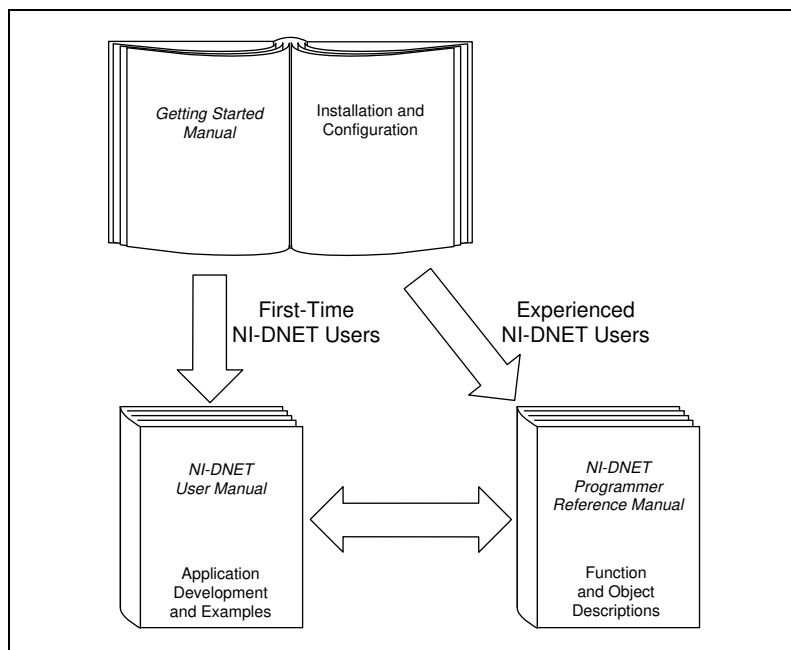 Getting Started
Manual
Installation and
Configuration
First-Time
NI-DNET Users
Experienced
NI-DNET Users
NI-DNET
User Manual
Application
Development
and Examples
NI-DNET
Programmer
Reference Manual
Function
and Object
Descriptions